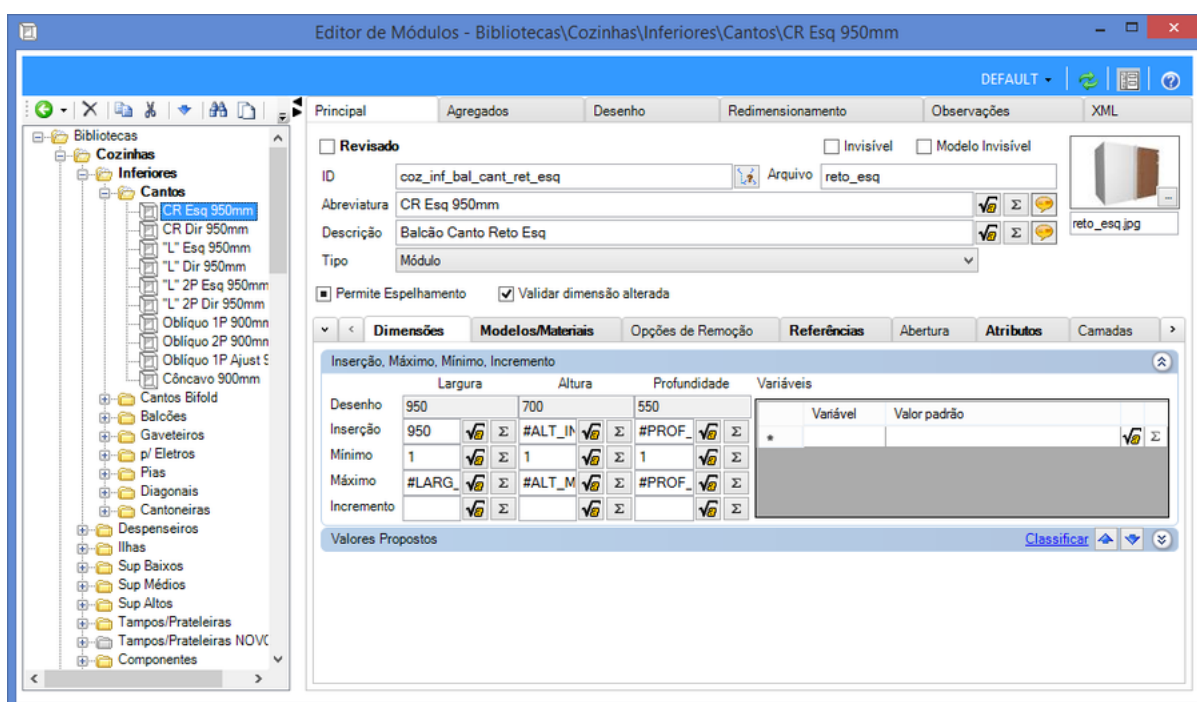 Editor de Módulos - Bibliotecas\Cozinhas\Inferiores\Cantos\CR Esq 950mm
DEFAULT
Bibliotecas
Cozinhas
Inferiores
Cantos
CR Esq 950mm
CR Dir 950mm
"L" Esq 950mm
"L" Dir 950mm
"L" 2P Esq 950mm
"L" 2P Dir 950mm
Oblíquo 1P 900mn
Oblíquo 2P 900mn
Oblíquo 1P Ajust 9
Côncavo 900mm
Cantos Bifold
Balcões
Gaveteiros
p/ Eletros
Pias
Diagonais
Cantoneiras
Despenseiros
Ilhas
Sup Baixos
Sup Médios
Sup Altos
Tampos/Prateleiras
Tampos/Prateleiras NOVO
Componentes
Principal Agregados Desenho Redimensionamento Observações XML
Revisado Invisível Modelo Invisível
ID coz_inf_bal_cant_ret_esq Arquivo reto_esq
Abreviatura CR Esq 950mm
reto_esq.jpg
Descrição Balcão Canto Reto Esq
Tipo Módulo
Permite Espelhamento Validar dimensão alterada
Dimensões Modelos/Materiais Opções de Remoção Referências Abertura Atributos Camadas
Inserção, Máximo, Mínimo, Incremento
Largura Altura Profundidade Variáveis
Desenho 950 700 550
Variável Valor padrão
Inserção 950 #ALT_IN #PROF_
Mínimo 1 1 1
Máximo #LARG_ #ALT_M #PROF_
Incremento
Valores Propostos Classificar